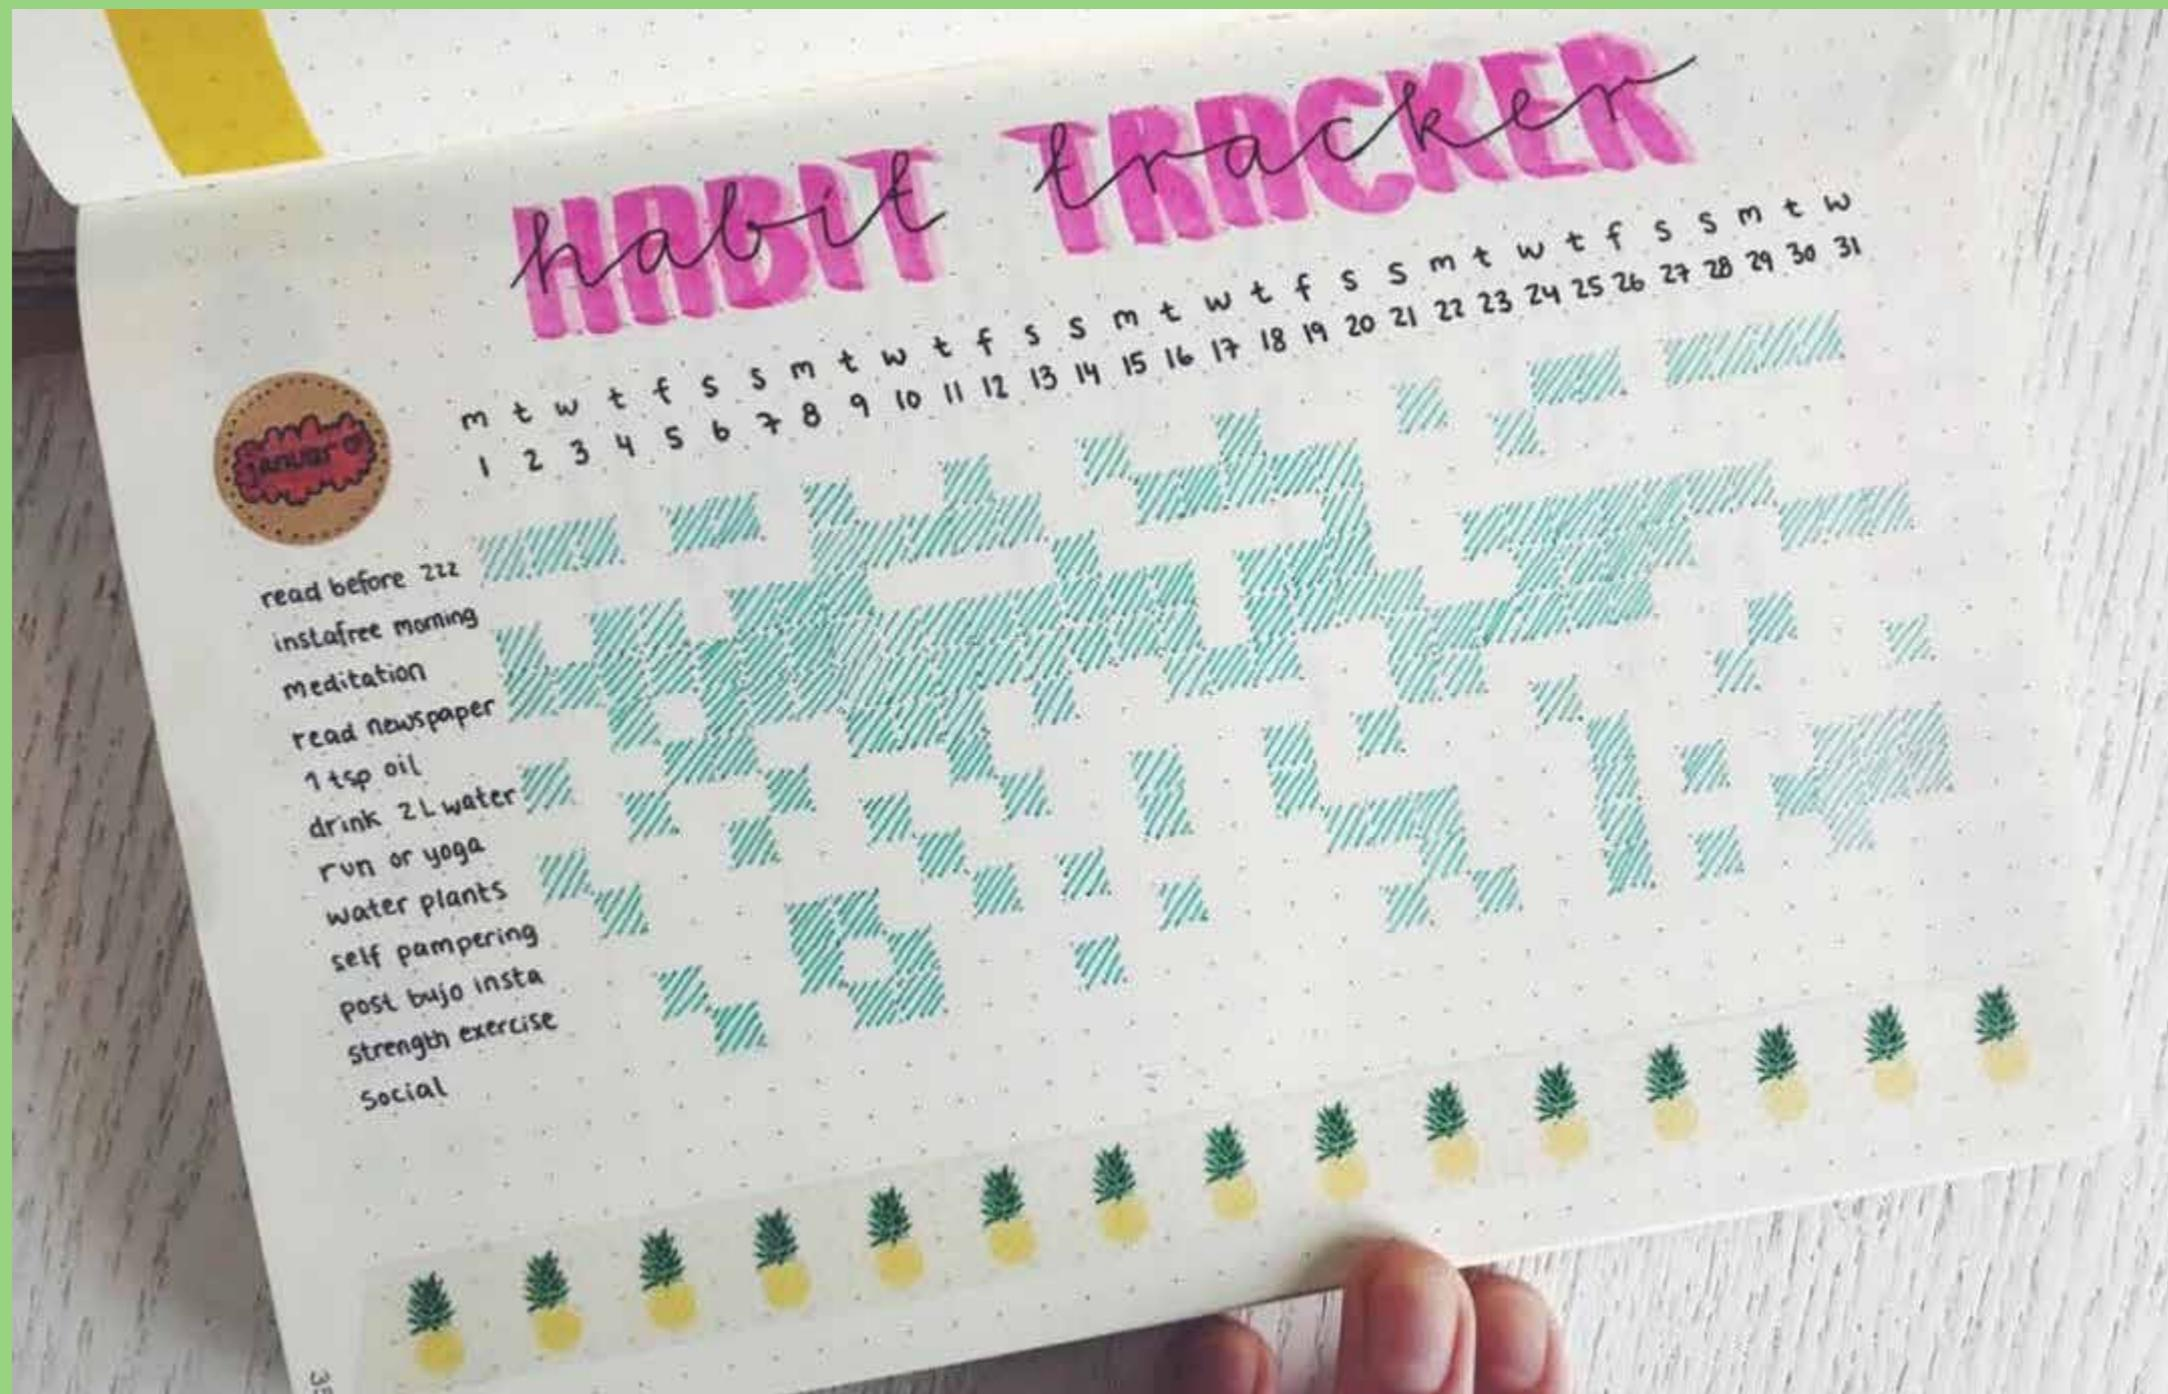 HABIT TRACKER
habit tracker
m t w t f s s m t w t f s s m t w t f s s m t w t f s s m t w
1 2 3 4 5 6 7 8 9 10 11 12 13 14 15 16 17 18 19 20 21 22 23 24 25 26 27 28 29 30 31
januar
read before zzz
instafree morning
meditation
read newspaper
1 tsp oil
drink 2 L water
run or yoga
water plants
self pampering
post bujo insta
strength exercise
social